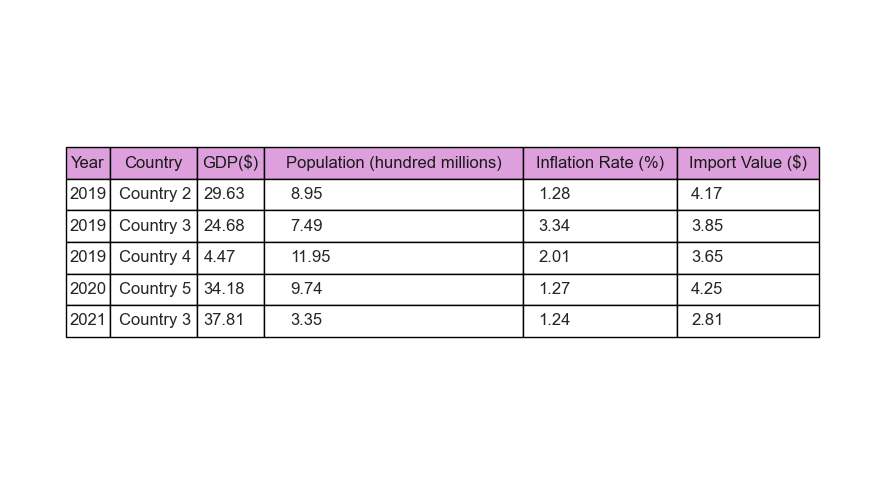 Year Country GDP($) Population (hundred millions) Inflation Rate (%) Import Value ($)
2019 Country 2 29.63 8.95 1.28 4.17
2019 Country 3 24.68 7.49 3.34 3.85
2019 Country 4 4.47 11.95 2.01 3.65
2020 Country 5 34.18 9.74 1.27 4.25
2021 Country 3 37.81 3.35 1.24 2.81